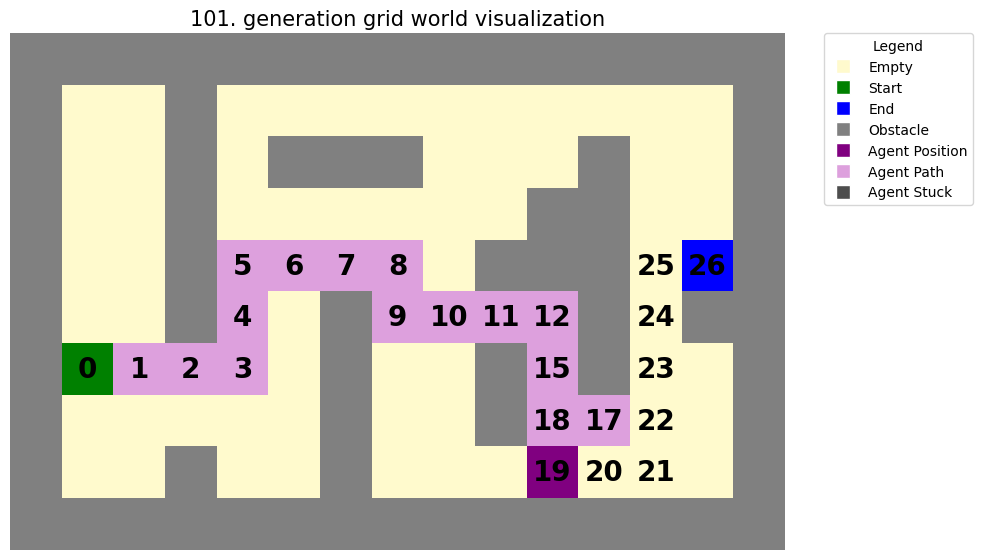 101. generation grid world visualization
Legend
Empty
Start
End
Obstacle
Agent Position
Agent Path
Agent Stuck
5 6 7 8 25 26
4 9 10 11 12 24
0 1 2 3 15 23
18 17 22
19 20 21